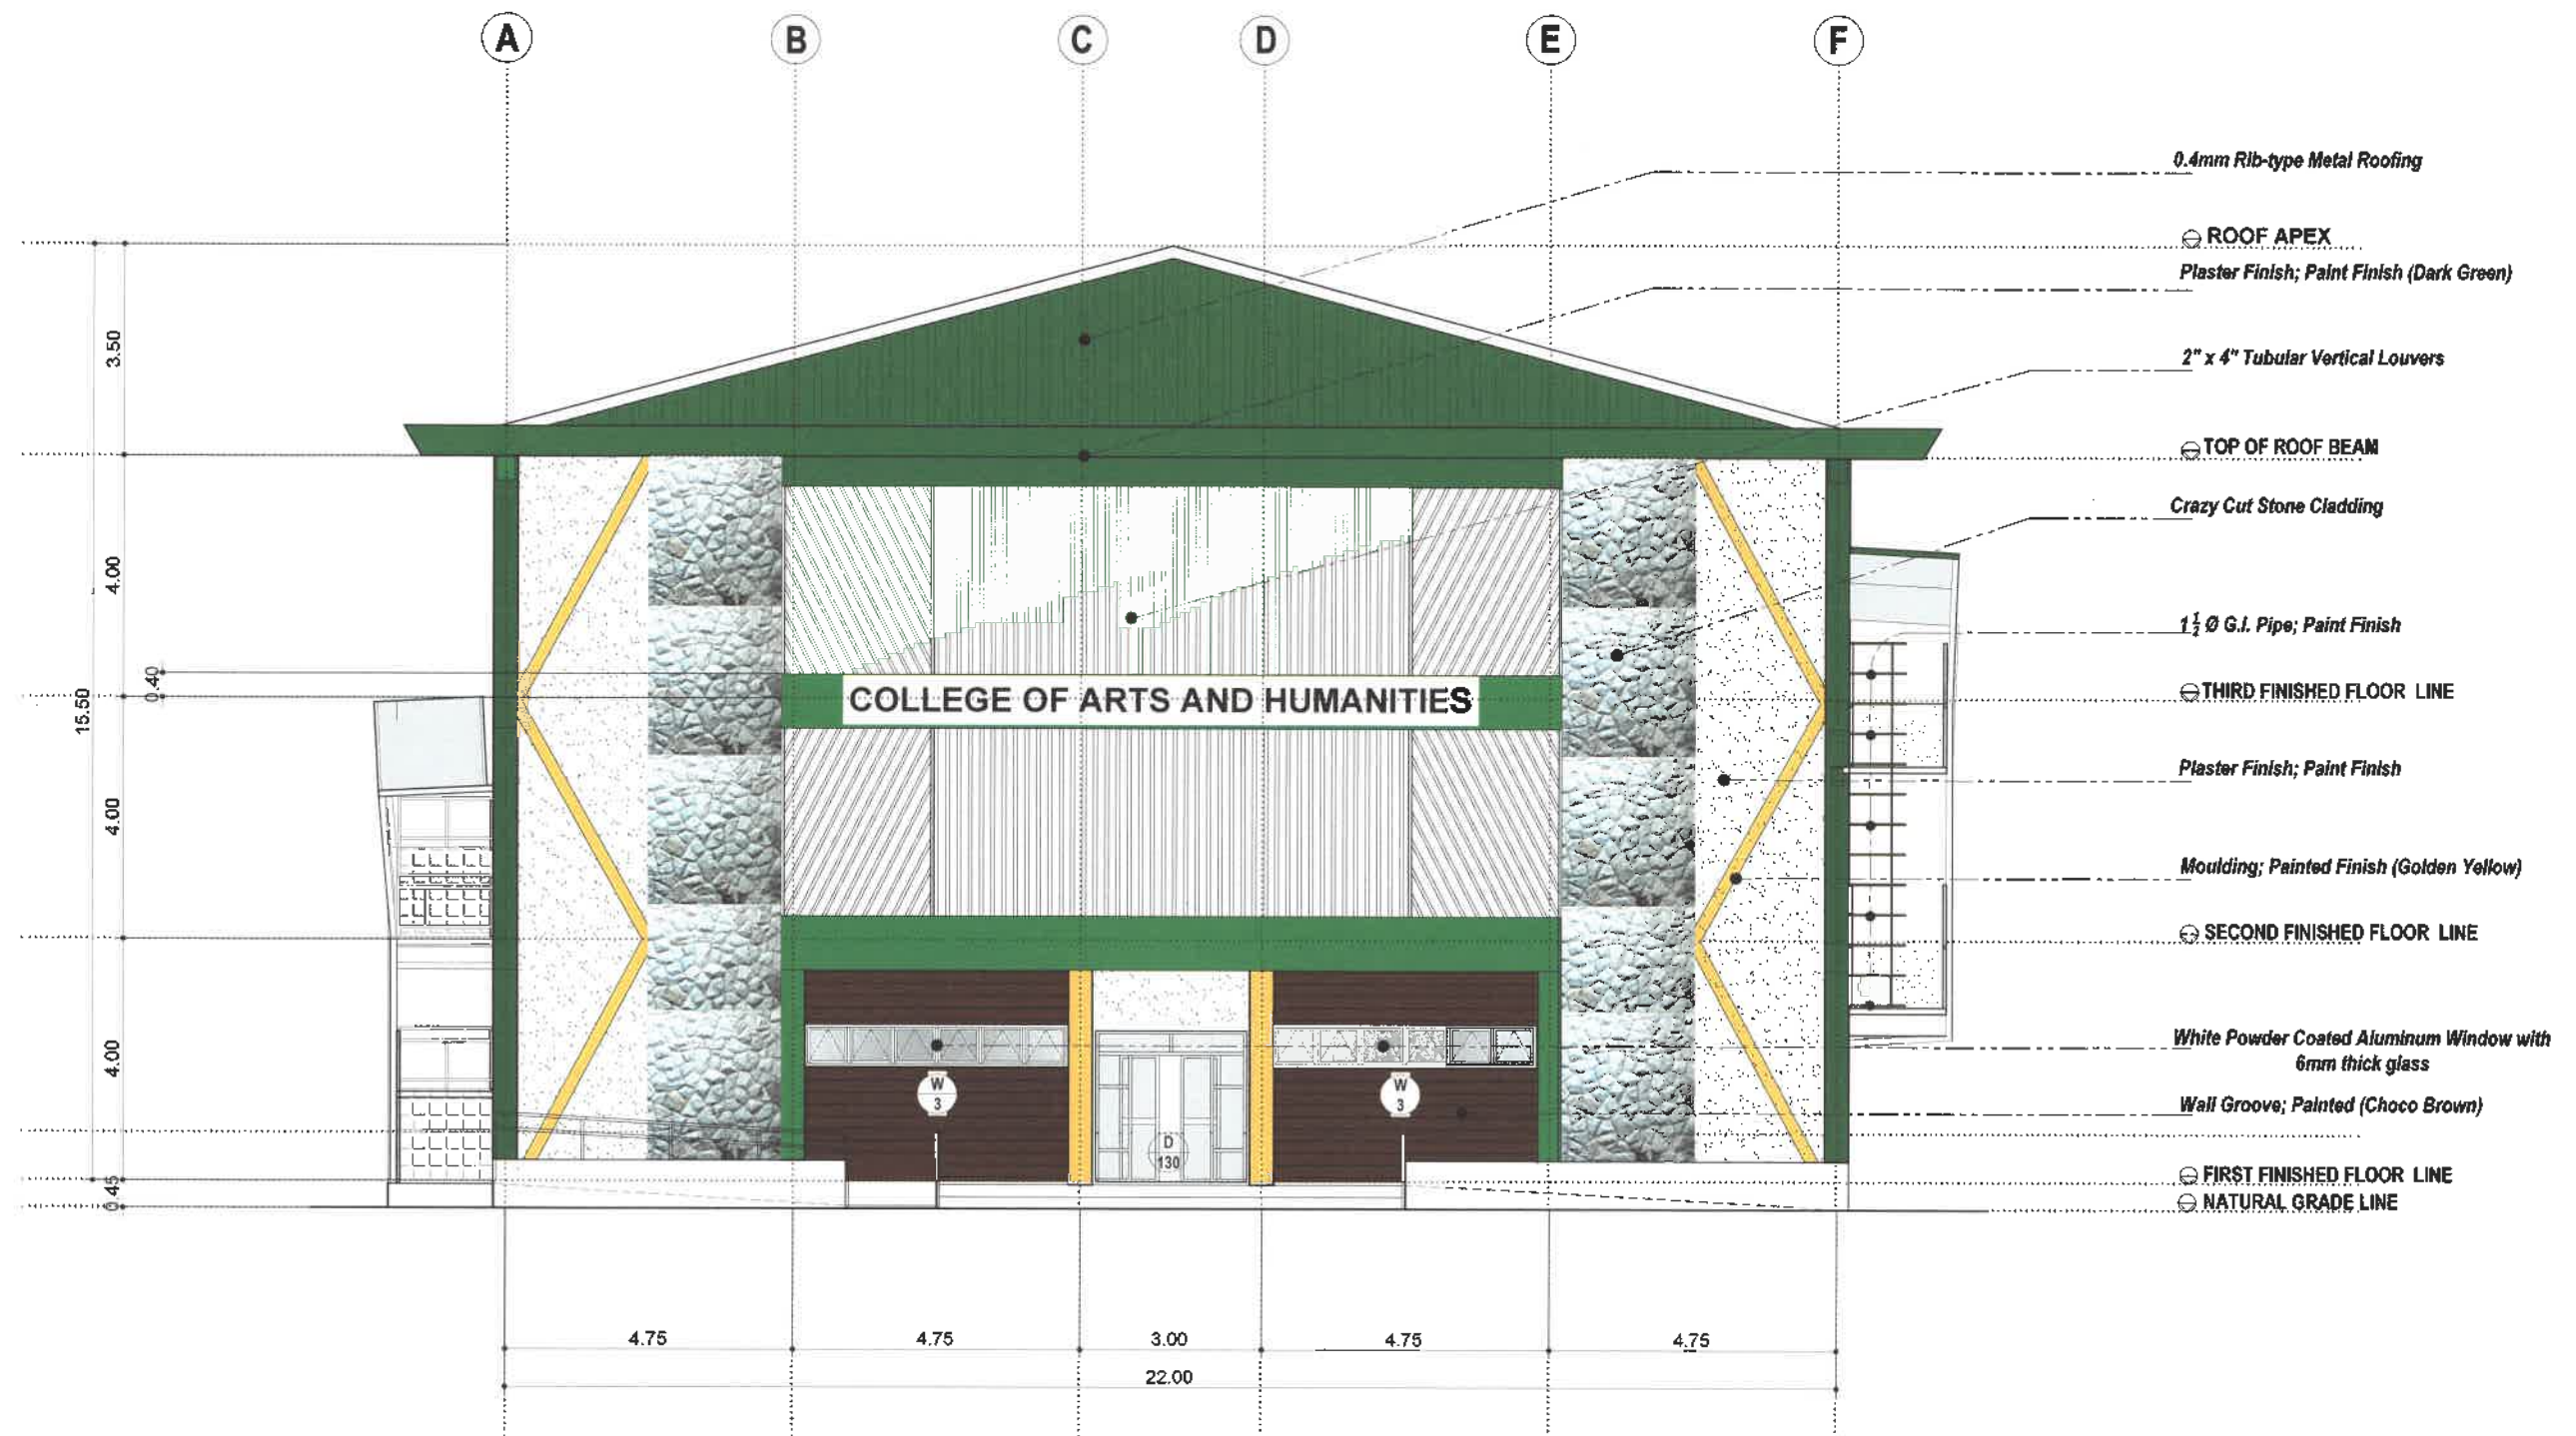 A
B
C
D
E
F
0.4mm Rib-type Metal Roofing
ROOF APEX
Plaster Finish; Paint Finish (Dark Green)
3.50
2" x 4" Tubular Vertical Louvers
TOP OF ROOF BEAM
Crazy Cut Stone Cladding
4.00
1 1/2 Ø G.I. Pipe; Paint Finish
0.40
15.50
COLLEGE OF ARTS AND HUMANITIES
THIRD FINISHED FLOOR LINE
Plaster Finish; Paint Finish
4.00
Moulding; Painted Finish (Golden Yellow)
SECOND FINISHED FLOOR LINE
4.00
White Powder Coated Aluminum Window with
6mm thick glass
W
3
W
3
Wall Groove; Painted (Choco Brown)
D
130
FIRST FINISHED FLOOR LINE
0.45
NATURAL GRADE LINE
4.75
4.75
3.00
4.75
4.75
22.00